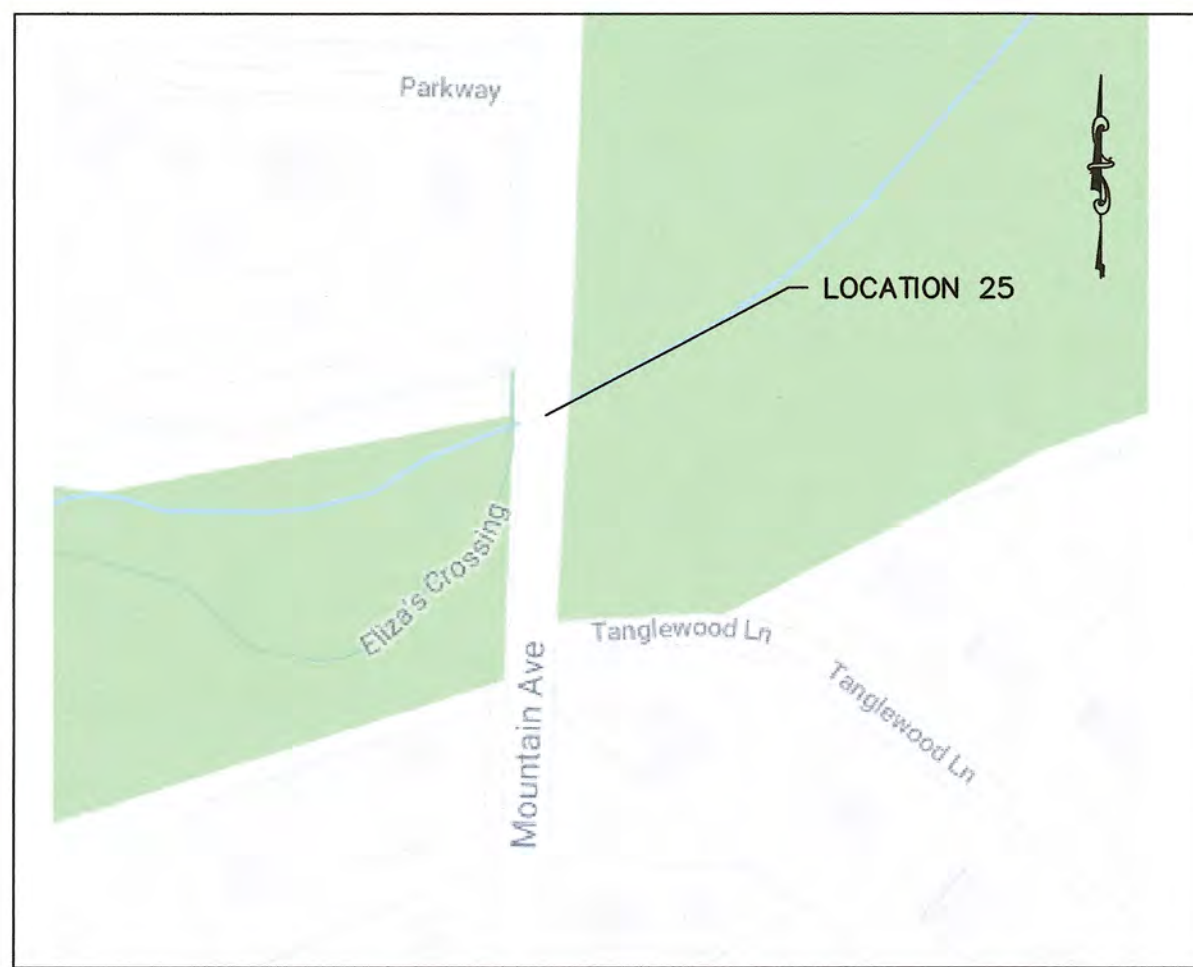 Parkway
LOCATION 25
Eliza's Crossing
Tanglewood Ln
Tanglewood Ln
Mountain Ave